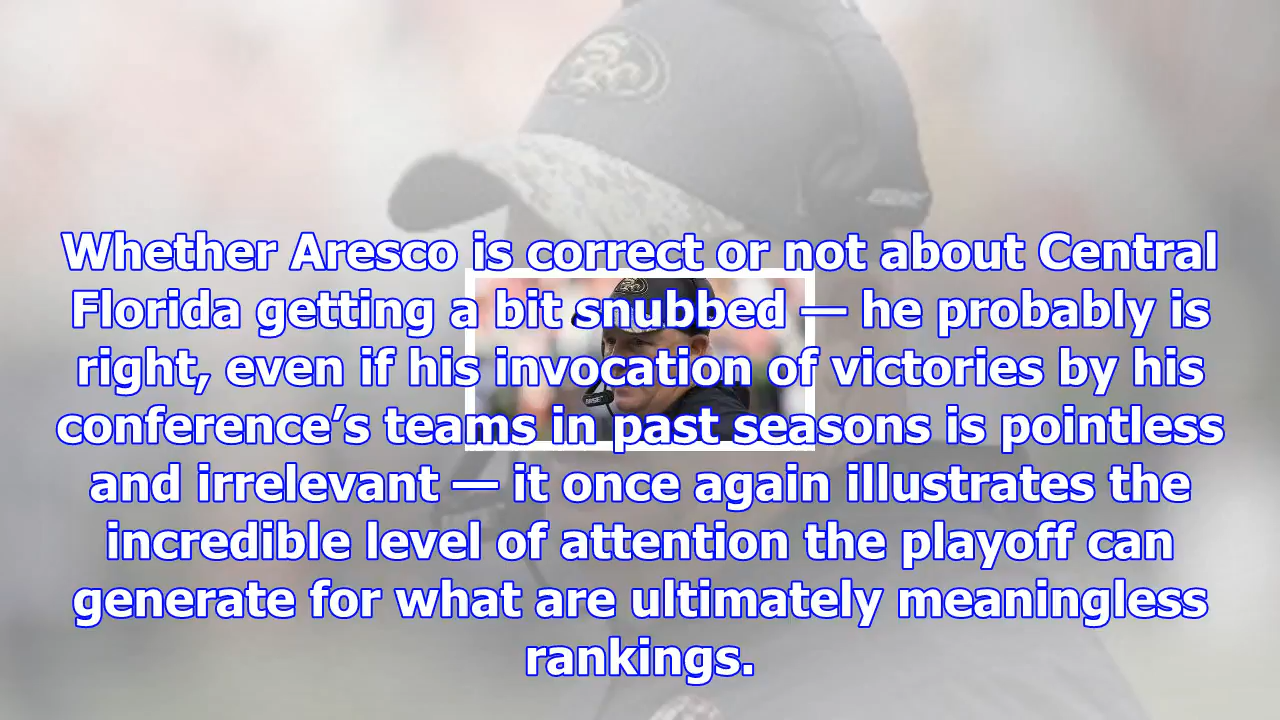 Whether Aresco is correct or not about Central
Florida getting a bit snubbed — he probably is
right, even if his invocation of victories by his
conference’s teams in past seasons is pointless
and irrelevant — it once again illustrates the
incredible level of attention the playoff can
generate for what are ultimately meaningless
rankings.